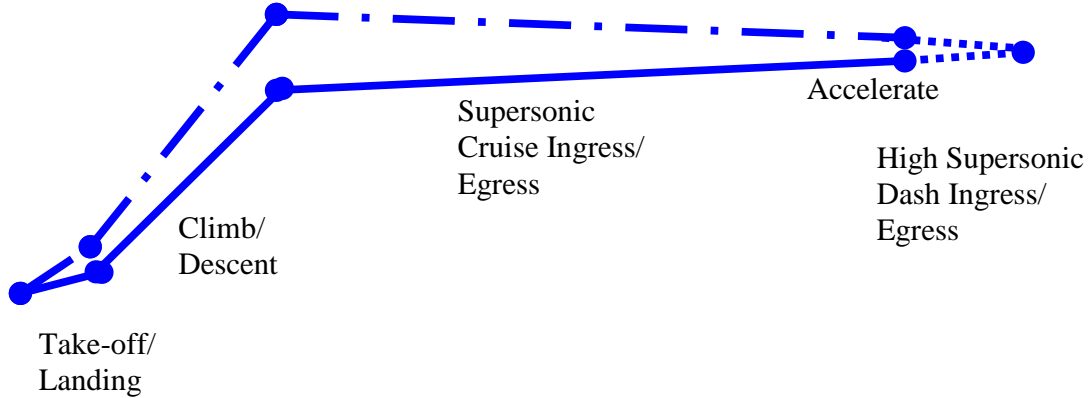 Accelerate
Supersonic
Cruise Ingress/
Egress
High Supersonic
Dash Ingress/
Egress
Climb/
Descent
Take-off/
Landing